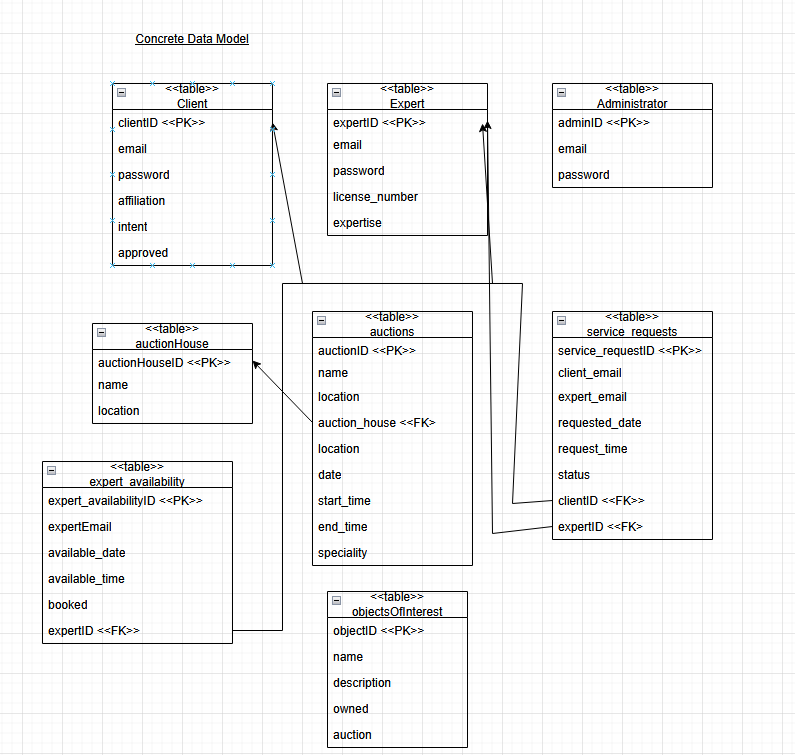 Concrete Data Model
<<table>>
Client
clientID <<PK>>
email
password
affiliation
intent
approved
<<table>>
Expert
expertID <<PK>>
email
password
license_number
expertise
<<table>>
Administrator
adminID <<PK>>
email
password
<<table>>
auctionHouse
auctionHouseID <<PK>>
name
location
<<table>>
auctions
auctionID <<PK>>
name
location
auction_house <<FK>
location
date
start_time
end_time
speciality
<<table>>
service_requests
service_requestID <<PK>>
client_email
expert_email
requested_date
request_time
status
clientID <<FK>>
expertID <<FK>
<<table>>
expert_availability
expert_availabilityID <<PK>>
expertEmail
available_date
available_time
booked
expertID <<FK>>
<<table>>
objectsOfInterest
objectID <<PK>>
name
description
owned
auction